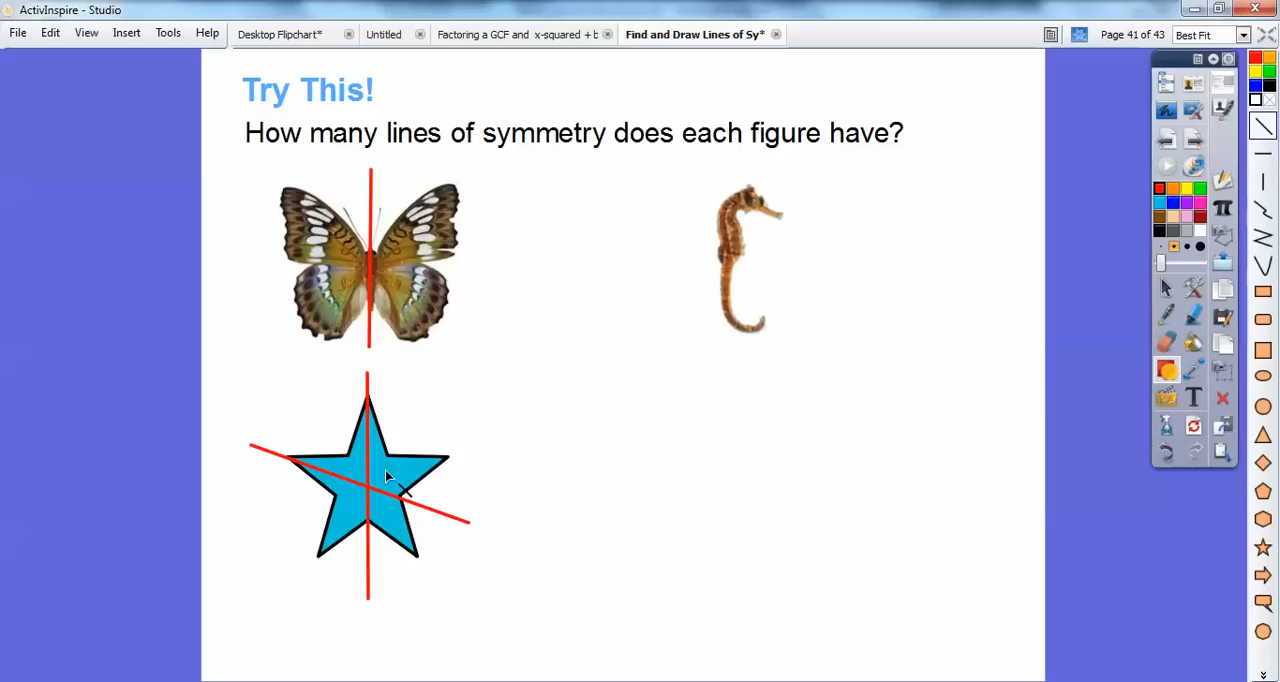 ActivInspire - Studio
File Edit View Insert Tools Help
Desktop Flipchart* Untitled Factoring a GCF and x-squared + b Find and Draw Lines of Sy* Page 41 of 43 Best Fit
Try This!
How many lines of symmetry does each figure have?